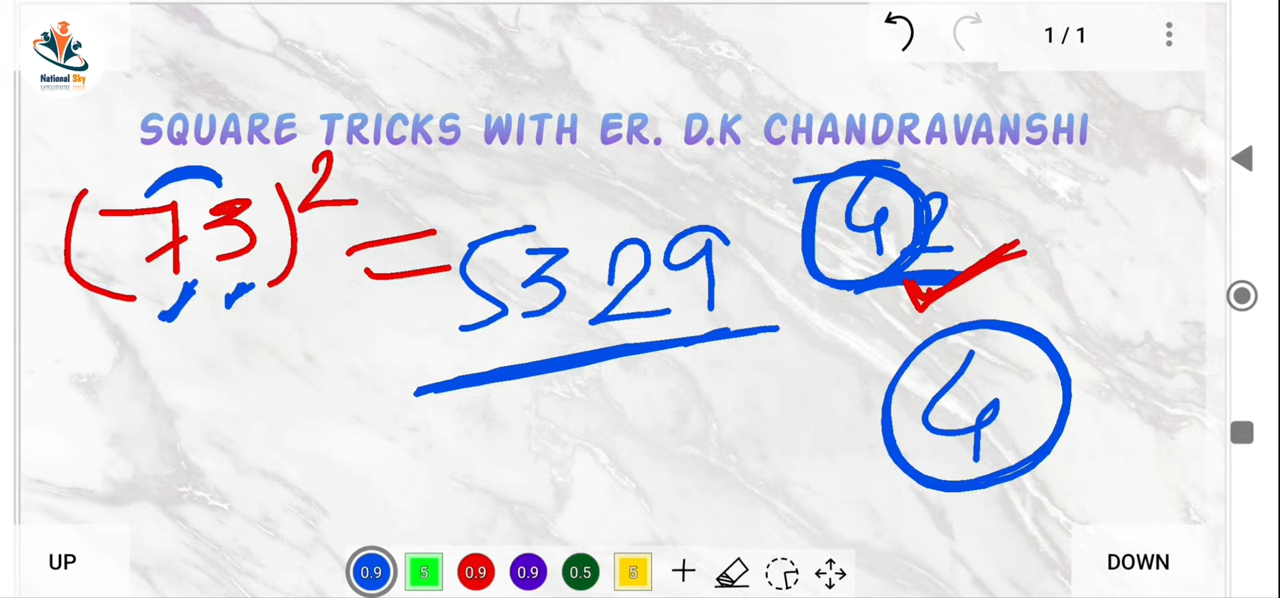 National Sky
1 / 1
SQUARE TRICKS WITH ER. D.K CHANDRAVANSHI
(73)² = 5329
42
4
UP
DOWN
0.9 5 0.9 0.9 0.5 5